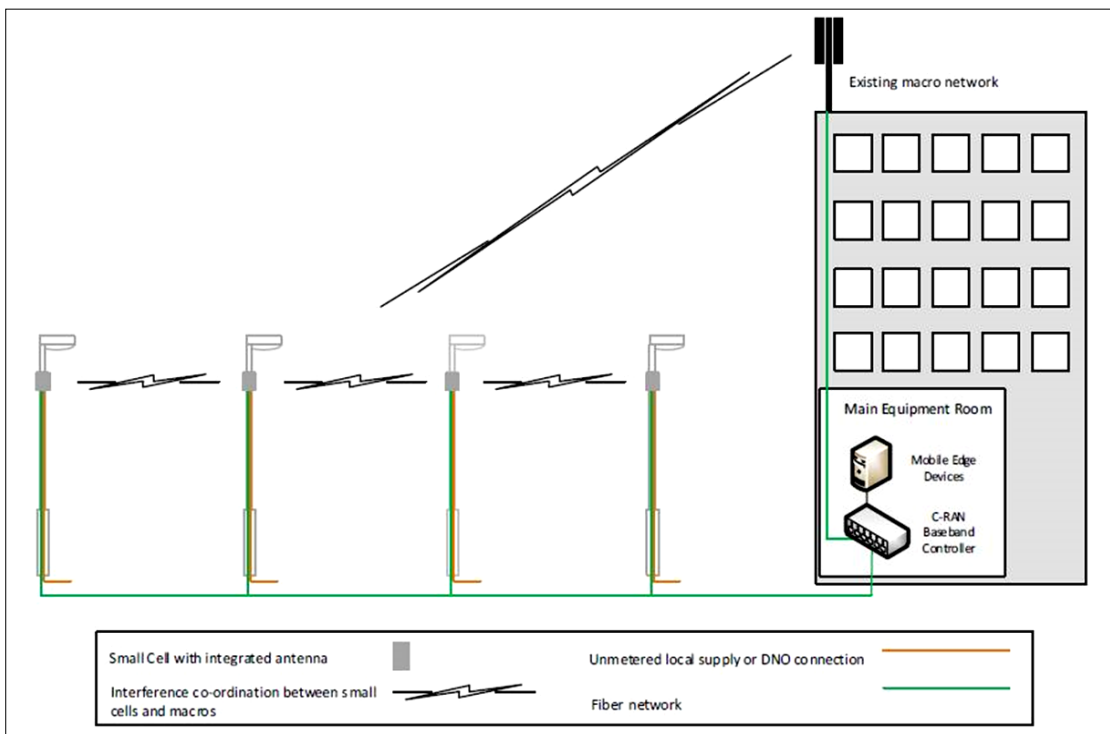 Existing macro network
Main Equipment Room
Mobile Edge
Devices
C-RAN
Baseband
Controller
Small Cell with integrated antenna
Interference co-ordination between small
cells and macros
Unmetered local supply or DNO connection
Fiber network